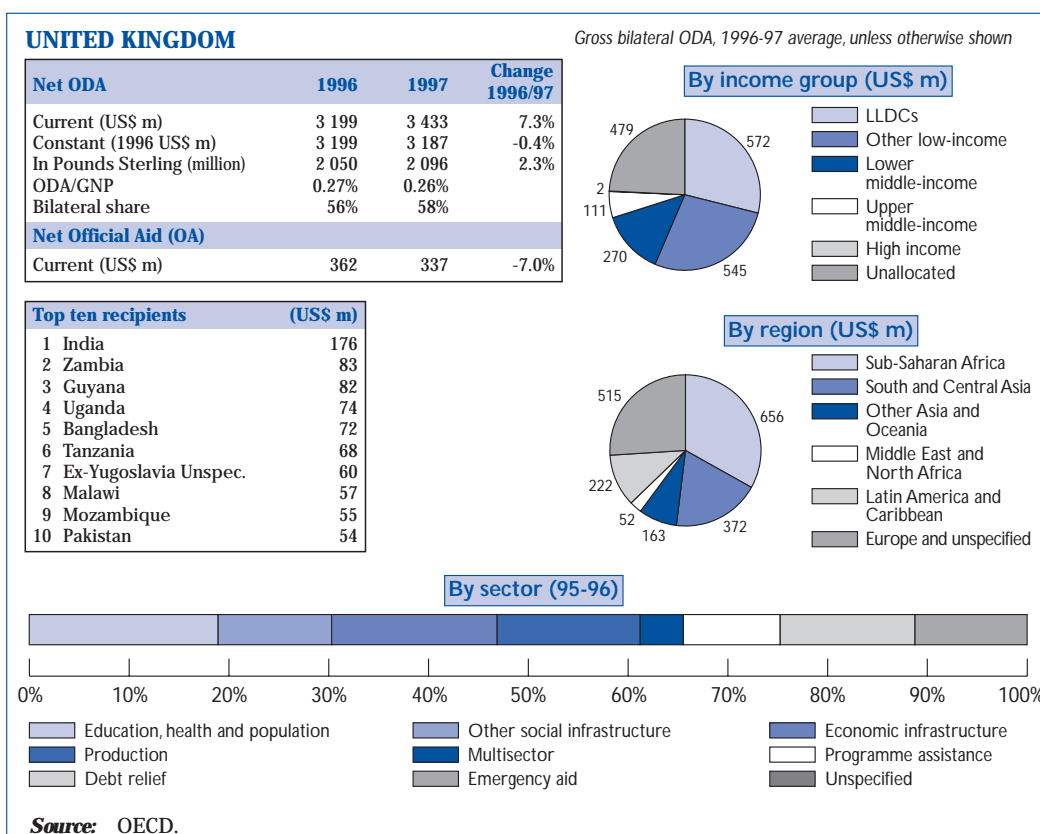 UNITED KINGDOM
Gross bilateral ODA, 1996-97 average, unless otherwise shown
Net ODA 1996 1997 Change 1996/97
Current (US$ m) 3 199 3 433 7.3%
Constant (1996 US$ m) 3 199 3 187 -0.4%
In Pounds Sterling (million) 2 050 2 096 2.3%
ODA/GNP 0.27% 0.26%
Bilateral share 56% 58%
Net Official Aid (OA)
Current (US$ m) 362 337 -7.0%
By income group (US$ m)
479
572
2
111
270
545
LLDCs
Other low-income
Lower
middle-income
Upper
middle-income
High income
Unallocated
Top ten recipients (US$ m)
1 India 176
2 Zambia 83
3 Guyana 82
4 Uganda 74
5 Bangladesh 72
6 Tanzania 68
7 Ex-Yugoslavia Unspec. 60
8 Malawi 57
9 Mozambique 55
10 Pakistan 54
By region (US$ m)
515
656
222
52
163
372
Sub-Saharan Africa
South and Central Asia
Other Asia and
Oceania
Middle East and
North Africa
Latin America and
Caribbean
Europe and unspecified
By sector (95-96)
0% 10% 20% 30% 40% 50% 60% 70% 80% 90% 100%
Education, health and population Other social infrastructure Economic infrastructure
Production Multisector Programme assistance
Debt relief Emergency aid Unspecified
Source: OECD.